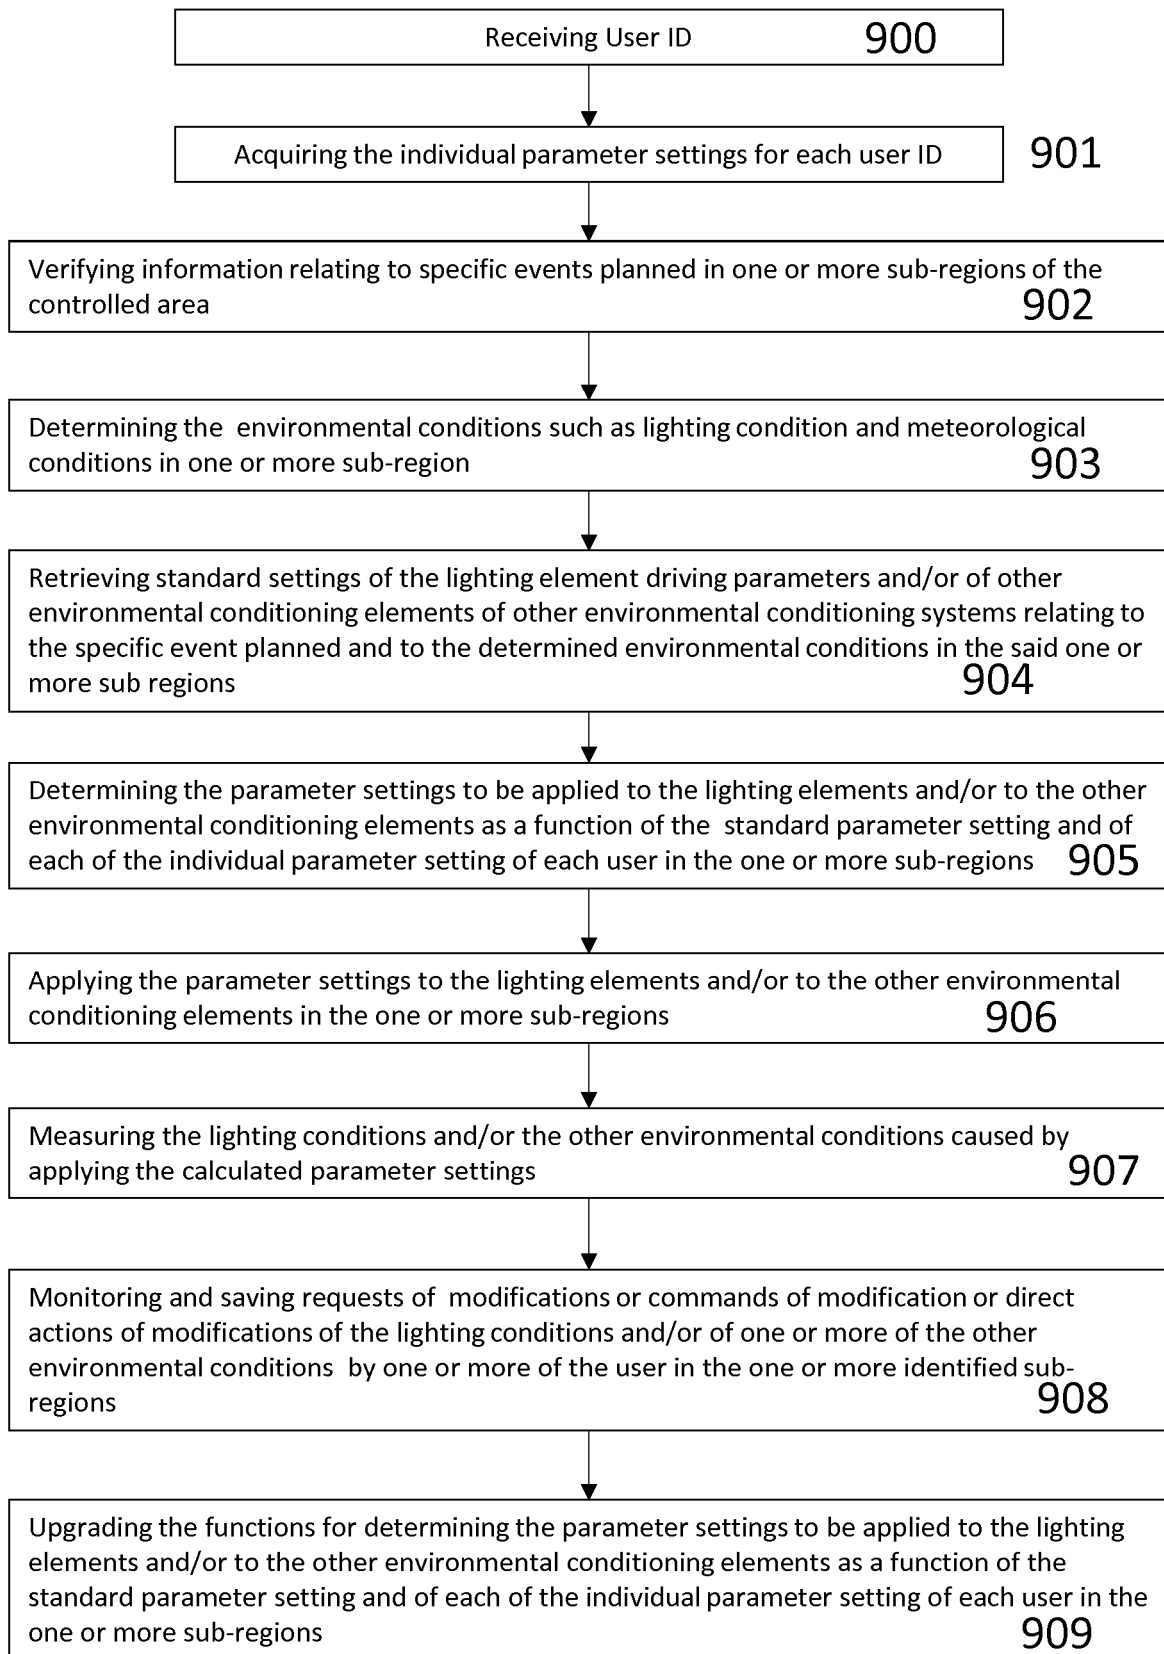 Receiving User ID 900
Acquiring the individual parameter settings for each user ID 901
Verifying information relating to specific events planned in one or more sub-regions of the
controlled area 902
Determining the environmental conditions such as lighting condition and meteorological
conditions in one or more sub-region 903
Retrieving standard settings of the lighting element driving parameters and/or of other
environmental conditioning elements of other environmental conditioning systems relating to
the specific event planned and to the determined environmental conditions in the said one or
more sub regions 904
Determining the parameter settings to be applied to the lighting elements and/or to the other
environmental conditioning elements as a function of the standard parameter setting and of
each of the individual parameter setting of each user in the one or more sub-regions 905
Applying the parameter settings to the lighting elements and/or to the other environmental
conditioning elements in the one or more sub-regions 906
Measuring the lighting conditions and/or the other environmental conditions caused by
applying the calculated parameter settings 907
Monitoring and saving requests of modifications or commands of modification or direct
actions of modifications of the lighting conditions and/or of one or more of the other
environmental conditions by one or more of the user in the one or more identified sub-
regions 908
Upgrading the functions for determining the parameter settings to be applied to the lighting
elements and/or to the other environmental conditioning elements as a function of the
standard parameter setting and of each of the individual parameter setting of each user in the
one or more sub-regions 909